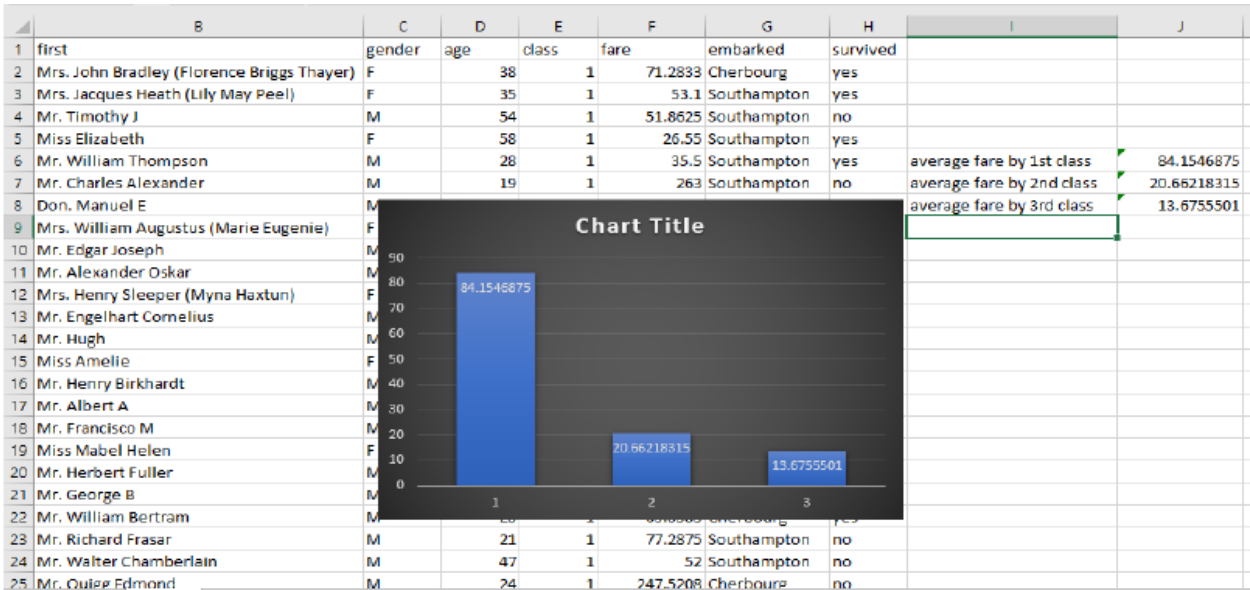 B C D E F G H I J
1 first gender age class fare embarked survived
2 Mrs. John Bradley (Florence Briggs Thayer) F 38 1 71.2833 Cherbourg yes
3 Mrs. Jacques Heath (Lily May Peel) F 35 1 53.1 Southampton yes
4 Mr. Timothy J M 54 1 51.8625 Southampton no
5 Miss Elizabeth F 58 1 26.55 Southampton yes
6 Mr. William Thompson M 28 1 35.5 Southampton yes average fare by 1st class 84.1546875
7 Mr. Charles Alexander M 19 1 263 Southampton no average fare by 2nd class 20.66218315
8 Don. Manuel E M average fare by 3rd class 13.6755501
9 Mrs. William Augustus (Marie Eugenie) F
10 Mr. Edgar Joseph M
11 Mr. Alexander Oskar M
12 Mrs. Henry Sleeper (Myna Haxtun) F
13 Mr. Engelhart Cornelius M
14 Mr. Hugh M
15 Miss Amelie F
16 Mr. Henry Birkhardt M
17 Mr. Albert A M
18 Mr. Francisco M M
19 Miss Mabel Helen F
20 Mr. Herbert Fuller M
21 Mr. George B M
22 Mr. William Bertram M
23 Mr. Richard Frasar M 21 1 77.2875 Southampton no
24 Mr. Walter Chamberlain M 47 1 52 Southampton no
25 Mr. Quigg Edmond M 24 1 247.5208 Cherbourg no
Chart Title
90
80
70
60
50
40
30
20
10
0
84.1546875
20.66218315
13.6755501
1 2 3